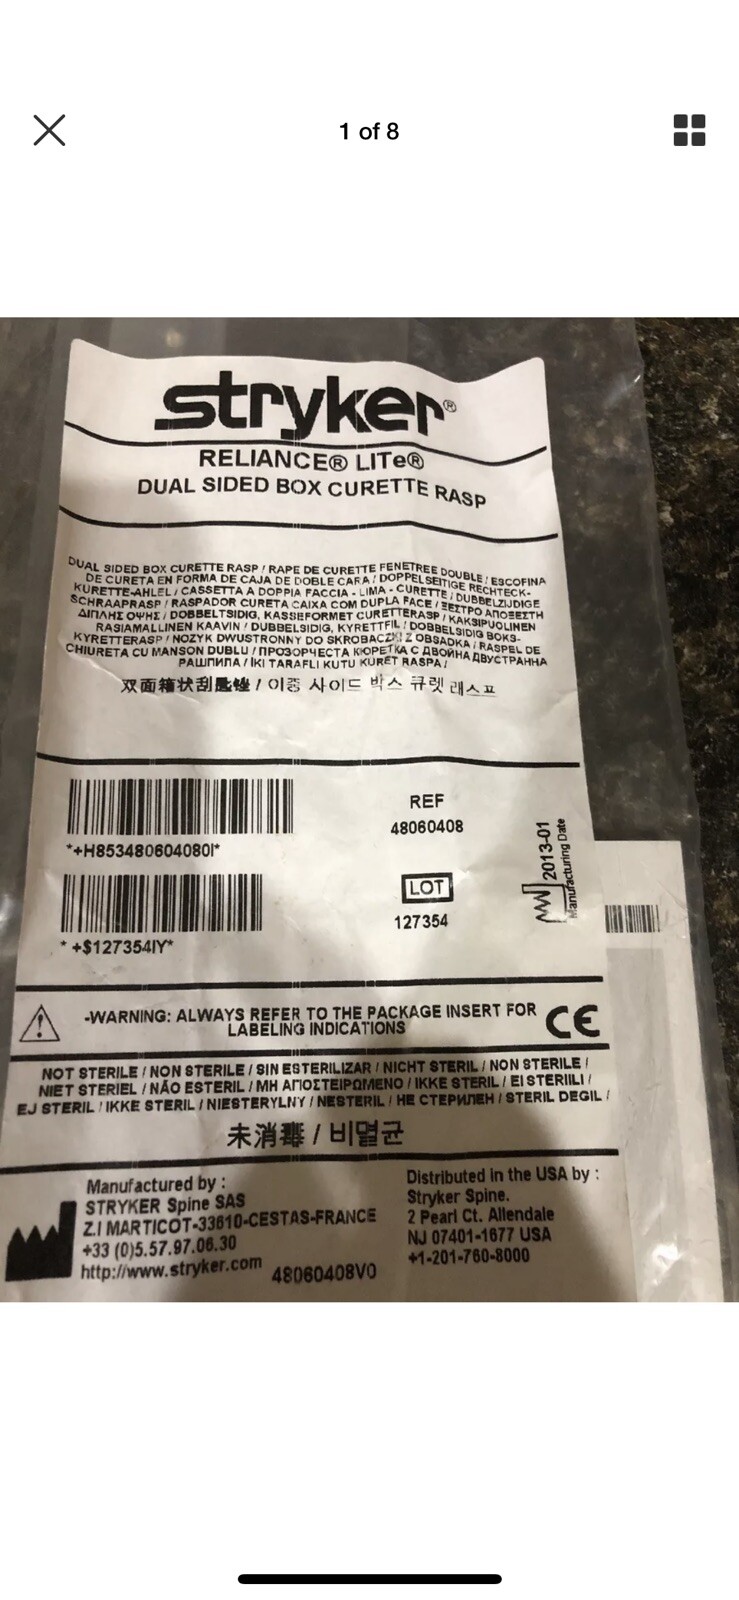 1 of 8
stryker®
RELIANCE® LITe®
DUAL SIDED BOX CURETTE RASP
DUAL SIDED BOX CURETTE RASP / RAPE DE CURETTE FENETREE DOUBLE / ESCOFINA
DE CURETA EN FORMA DE CAJA DE DOBLE CARA / DOPPELSEITIGE RECHTECK-
KURETTE-AHLEL / CASSETTA A DOPPIA FACCIA - LIMA - CURETTE / DUBBELZIJDIGE
SCHRAAPRASP / RASPADOR CURETA CAIXA COM DUPLA FACE / ΞΕΣΤΡΟ ΑΠΟΞΕΣΤΗ
ΔΙΠΛΗΣ ΟΨΗΣ / DOBBELTSIDIG, KASSEFORMET CURETTERASP / KAKSIPUOLINEN
RASIAMALLINEN KAAVIN / DUBBELSIDIG, KYRETTFIL / DOBBELSIDIG BOKS-
KYRETTERASP / NOZYK DWUSTRONNY DO SKROBACZKI Z OBSADKA / RASPEL DE
CHIURETA CU MANSON DUBLU / ПРОЗОРЧЕСТА КЮРЕТКА С ДВОЙНА ДВУСТРАННА
РАШПИЛА / İKI TARAFLI KUTU KÜRET RASPA /
双面箱状刮匙锉 / 이중 사이드 박스 큐렛 래스프
*+H853480604080I*
REF
48060408
*+$127354IY*
LOT
127354
2013-01
Manufacturing Date
-WARNING: ALWAYS REFER TO THE PACKAGE INSERT FOR
LABELING INDICATIONS
CE
NOT STERILE / NON STERILE / SIN ESTERILIZAR / NICHT STERIL / NON STERILE /
NIET STERIEL / NÃO ESTERIL / ΜΗ ΑΠΟΣΤΕΙΡΩΜΕΝΟ / IKKE STERIL / EI STERIILI /
EJ STERIL / IKKE STERIL / NIESTERYLNY / NESTERIL / НЕ СТЕРИЛЕН / STERIL DEGIL /
未消毒 / 비멸균
Manufactured by :
STRYKER Spine SAS
Z.I MARTICOT-33610-CESTAS-FRANCE
+33 (0)5.57.97.06.30
http://www.stryker.com
48060408V0
Distributed in the USA by :
Stryker Spine.
2 Pearl Ct. Allendale
NJ 07401-1677 USA
+1-201-760-8000